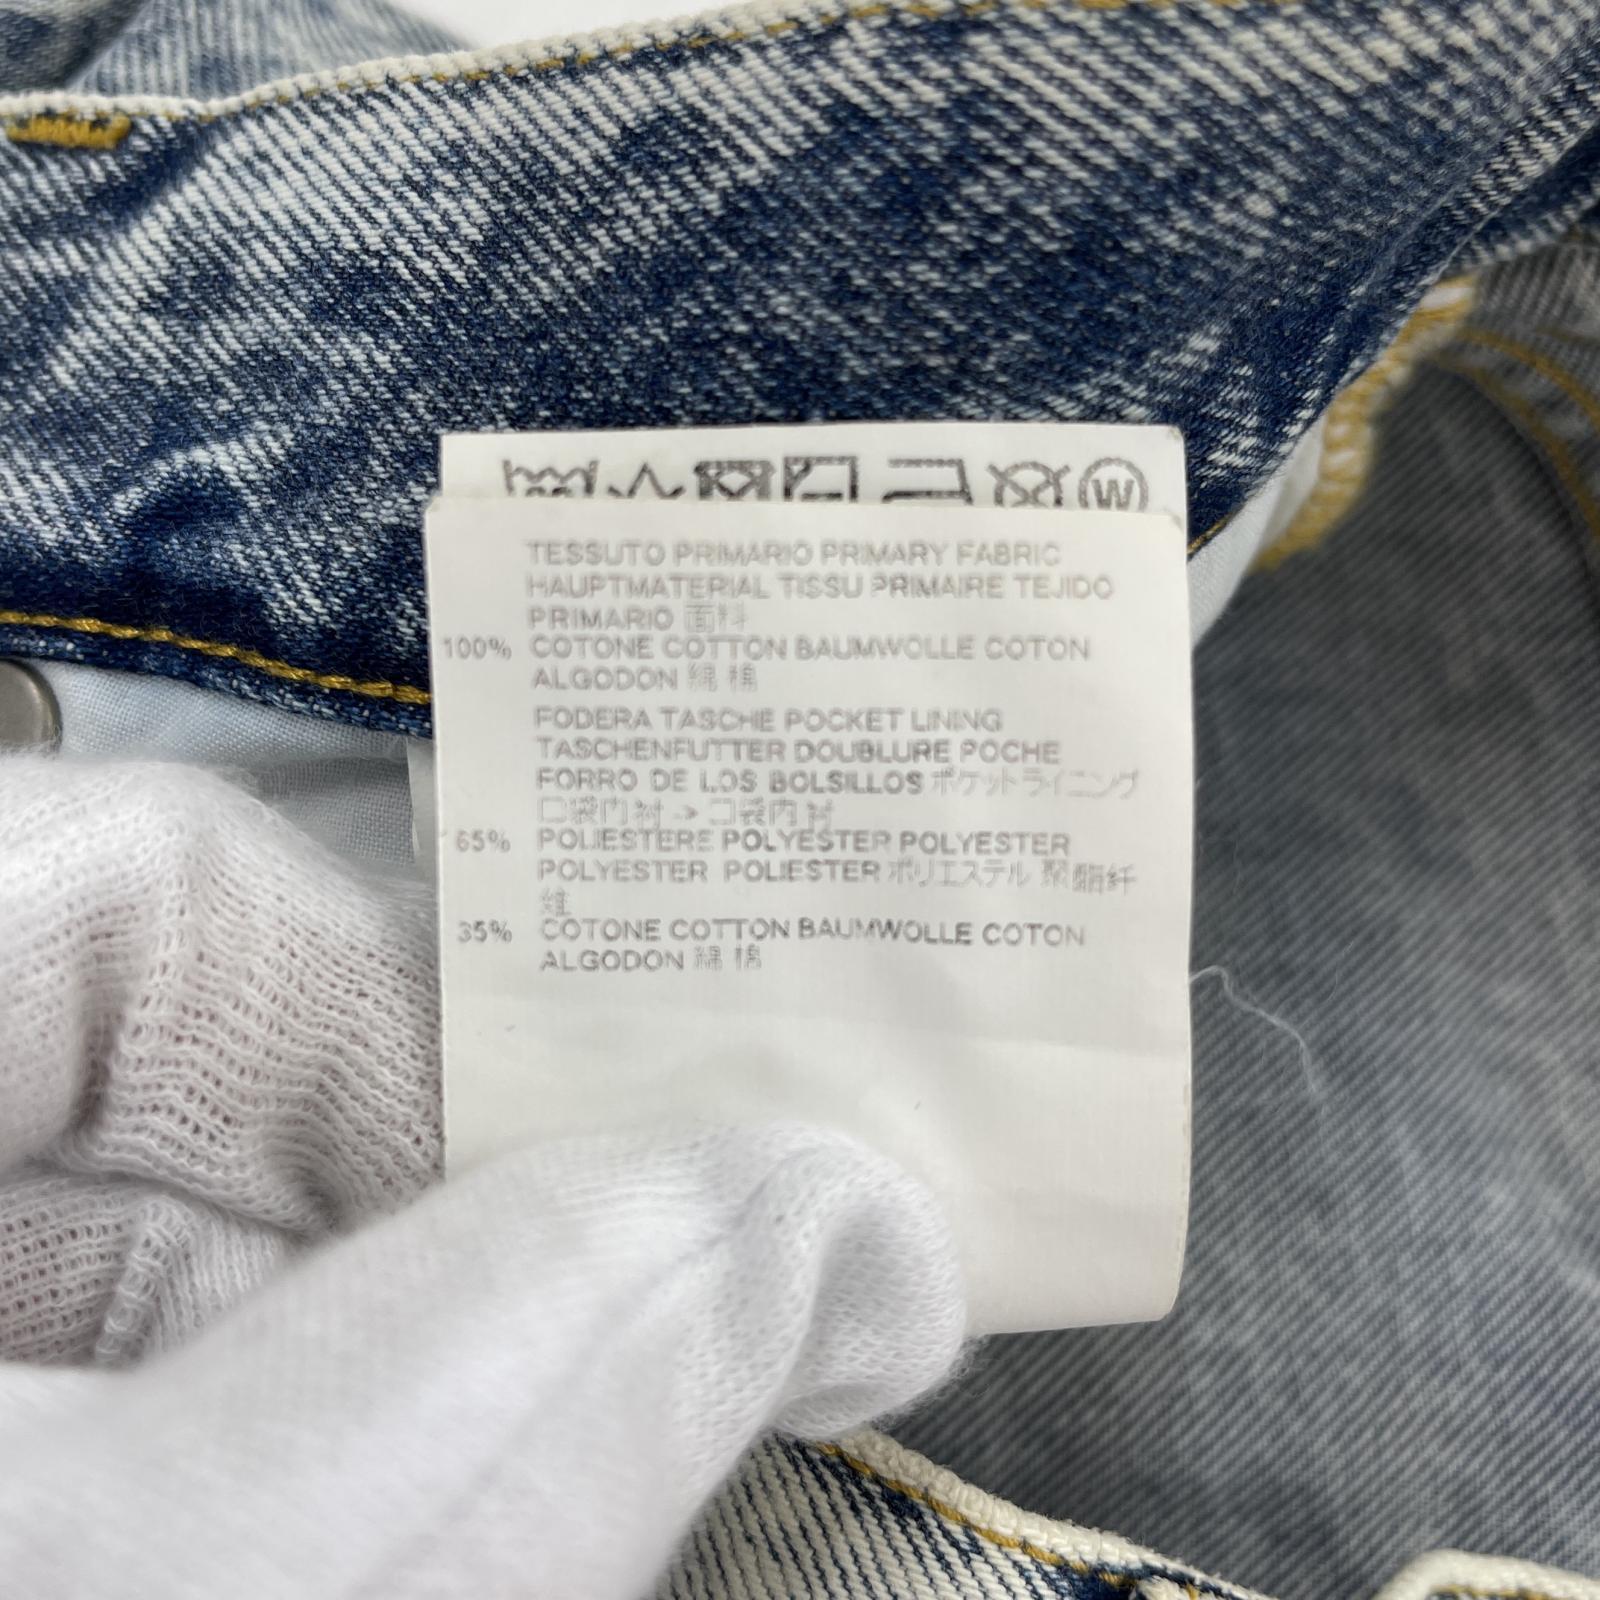 W
TESSUTO PRIMARIO PRIMARY FABRIC
HAUPTMATERIAL TISSU PRIMAIRE TEJIDO
PRIMARIO 面料
100% COTONE COTTON BAUMWOLLE COTON
ALGODON 綿 棉
FODERA TASCHE POCKET LINING
TASCHENFUTTER DOUBLURE POCHE
FORRO DE LOS BOLSILLOS ポケットライニング
口袋内衬 -> コ袋内衬
65% POLIESTERE POLYESTER POLYESTER
POLYESTER POLIESTER ポリエステル 聚酯纤
维
35% COTONE COTTON BAUMWOLLE COTON
ALGODON 綿 棉